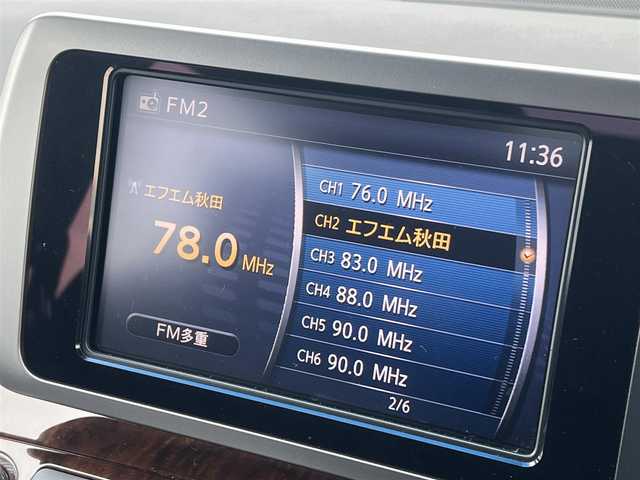 FM2
11:36
エフエム秋田
78.0 MHz
FM多重
CH1 76.0 MHz
CH2 エフエム秋田
CH3 83.0 MHz
CH4 88.0 MHz
CH5 90.0 MHz
CH6 90.0 MHz
2/6